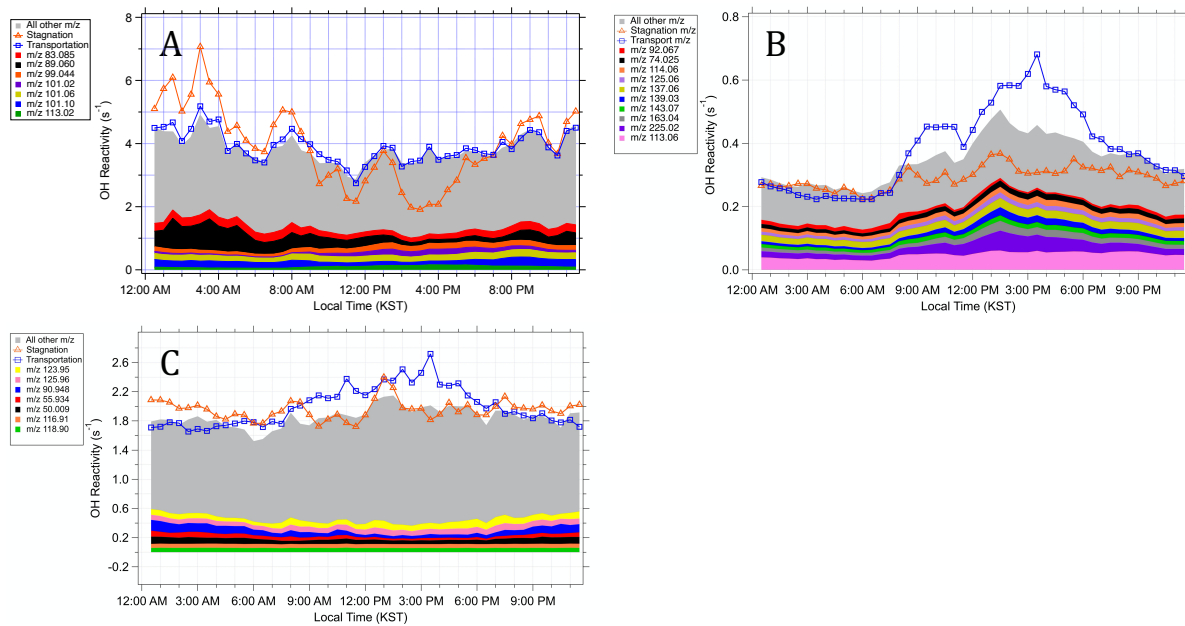 All other m/z
Stagnation
Transportation
m/z 83.085
m/z 89.060
m/z 99.044
m/z 101.02
m/z 101.06
m/z 101.10
m/z 113.02
A
OH Reactivity (s⁻¹)
8
6
4
2
0
12:00 AM 4:00 AM 8:00 AM 12:00 PM 4:00 PM 8:00 PM
Local Time (KST)
All other m/z
Stagnation m/z
Transport m/z
m/z 92.067
m/z 74.025
m/z 114.06
m/z 125.06
m/z 137.06
m/z 139.03
m/z 143.07
m/z 163.04
m/z 225.02
m/z 113.06
B
OH Reactivity (s⁻¹)
0.8
0.6
0.4
0.2
0.0
12:00 AM 3:00 AM 6:00 AM 9:00 AM 12:00 PM 3:00 PM 6:00 PM 9:00 PM
Local Time (KST)
All other m/z
Stagnation
Transportation
m/z 123.95
m/z 125.96
m/z 90.948
m/z 55.934
m/z 50.009
m/z 116.91
m/z 118.90
C
OH Reactivity (s⁻¹)
2.6
2.2
1.8
1.4
1.0
0.6
0.2
-0.2
12:00 AM 3:00 AM 6:00 AM 9:00 AM 12:00 PM 3:00 PM 6:00 PM 9:00 PM
Local Time (KST)